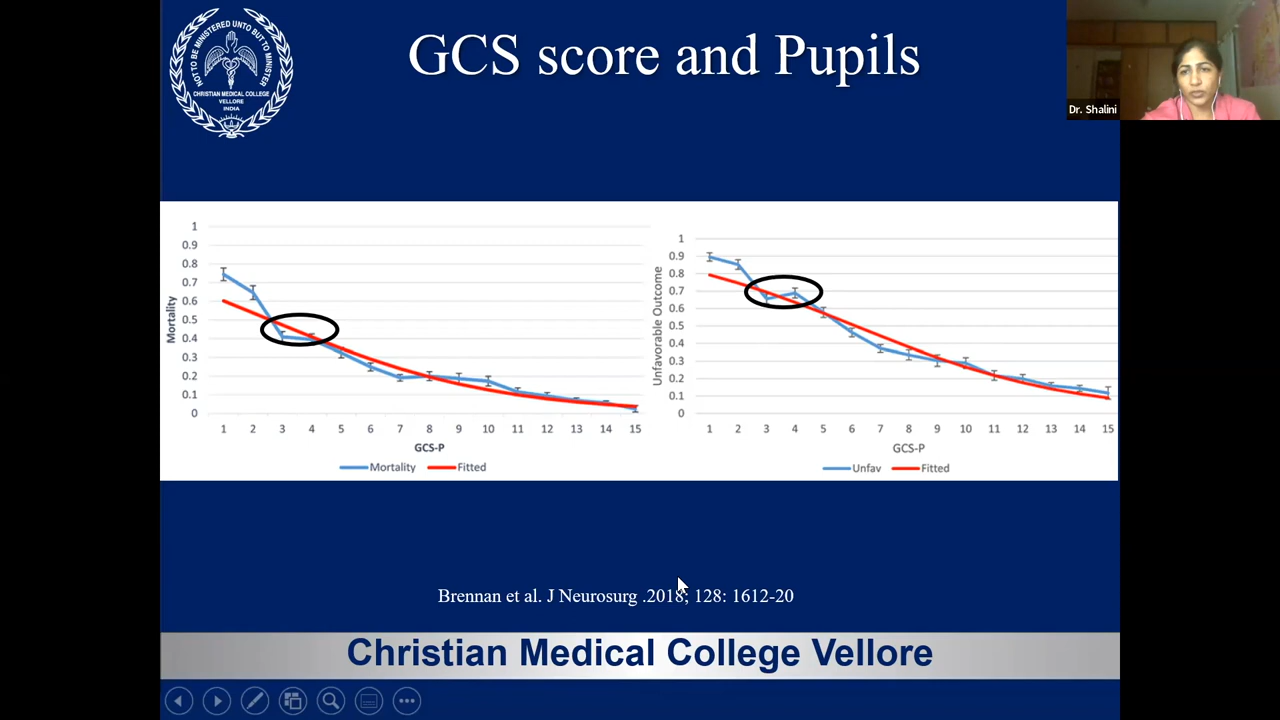 GCS score and Pupils
NOT TO BE MINISTERED UNTO BUT TO MINISTER
CHRISTIAN MEDICAL COLLEGE
VELLORE
INDIA
Dr. Shalini
Mortality
1
0.9
0.8
0.7
0.6
0.5
0.4
0.3
0.2
0.1
0
1 2 3 4 5 6 7 8 9 10 11 12 13 14 15
GCS-P
Mortality Fitted
Unfavorable Outcome
1
0.9
0.8
0.7
0.6
0.5
0.4
0.3
0.2
0.1
0
1 2 3 4 5 6 7 8 9 10 11 12 13 14 15
GCS-P
Unfav Fitted
Brennan et al. J Neurosurg .2018; 128: 1612-20
Christian Medical College Vellore